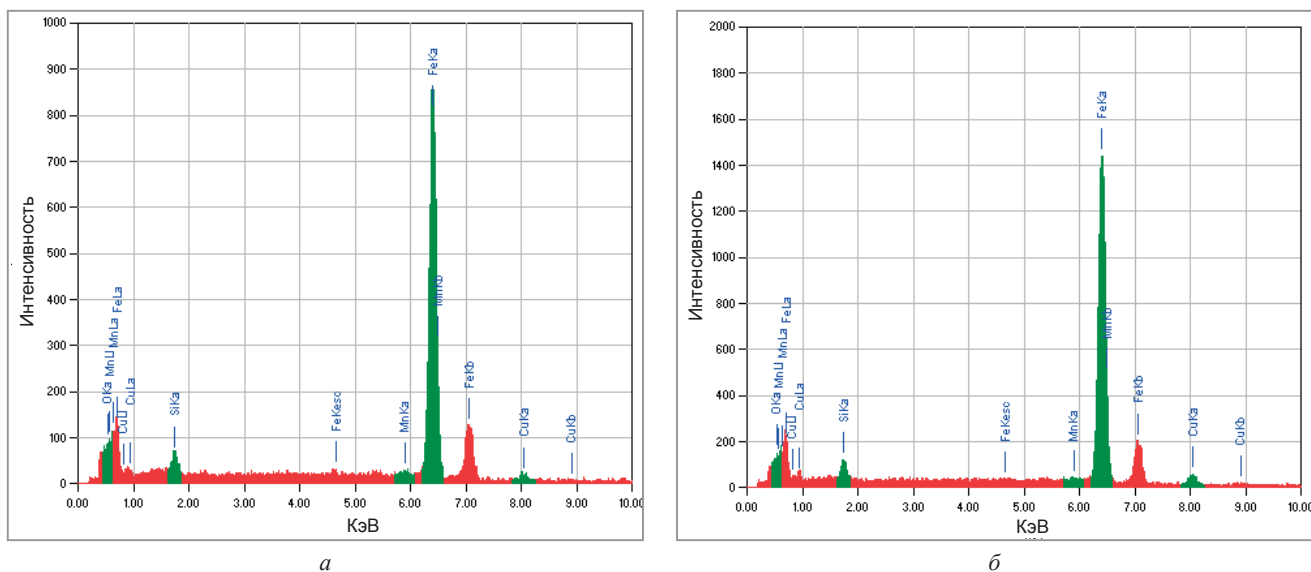 1000
900
800
700
600
500
400
300
200
100
0
Интенсивность
OKa
MnLl
MnLa
FeLa
CuLl
CuLa
SiKa
FeKesc
MnKa
FeKa
MnKb
FeKb
CuKa
CuKb
0.00 1.00 2.00 3.00 4.00 5.00 6.00 7.00 8.00 9.00 10.00
КэВ
а
2000
1800
1600
1400
1200
1000
800
600
400
200
0
Интенсивность
OKa
MnLl
MnLa
FeLa
CuLl
CuLa
SiKa
FeKesc
MnKa
FeKa
MnKb
FeKb
CuKa
CuKb
0.00 1.00 2.00 3.00 4.00 5.00 6.00 7.00 8.00 9.00 10.00
КэВ
б